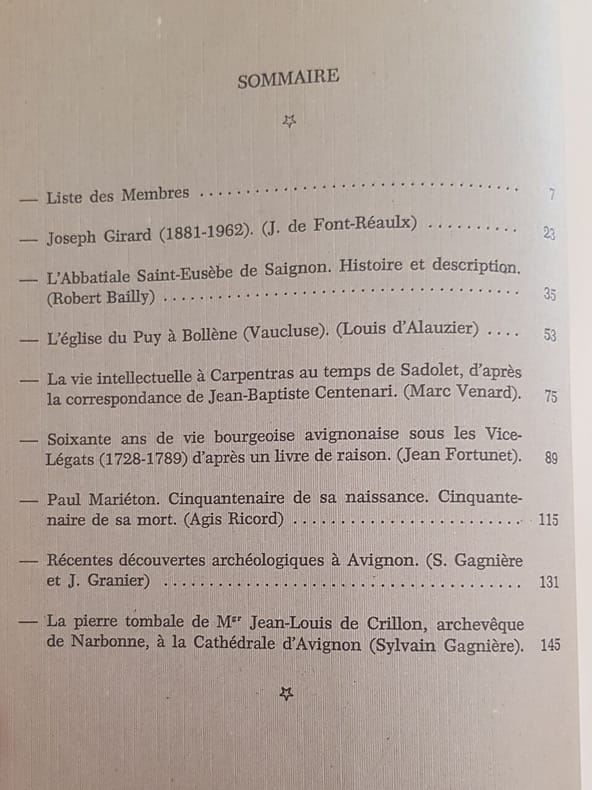 SOMMAIRE
— Liste des Membres .................................. 7
— Joseph Girard (1881-1962). (J. de Font-Réaulx) .......... 23
— L'Abbatiale Saint-Eusèbe de Saignon. Histoire et description.
(Robert Bailly) ...................................... 35
— L'église du Puy à Bollène (Vaucluse). (Louis d'Alauzier) .... 53
— La vie intellectuelle à Carpentras au temps de Sadolet, d'après
la correspondance de Jean-Baptiste Centenari. (Marc Venard). 75
— Soixante ans de vie bourgeoise avignonaise sous les Vice-
Légats (1728-1789) d'après un livre de raison. (Jean Fortunet). 89
— Paul Mariéton. Cinquantenaire de sa naissance. Cinquante-
naire de sa mort. (Agis Ricord) ......................... 115
— Récentes découvertes archéologiques à Avignon. (S. Gagnière
et J. Granier) ...................................... 131
— La pierre tombale de Mgr Jean-Louis de Crillon, archevêque
de Narbonne, à la Cathédrale d'Avignon (Sylvain Gagnière). 145